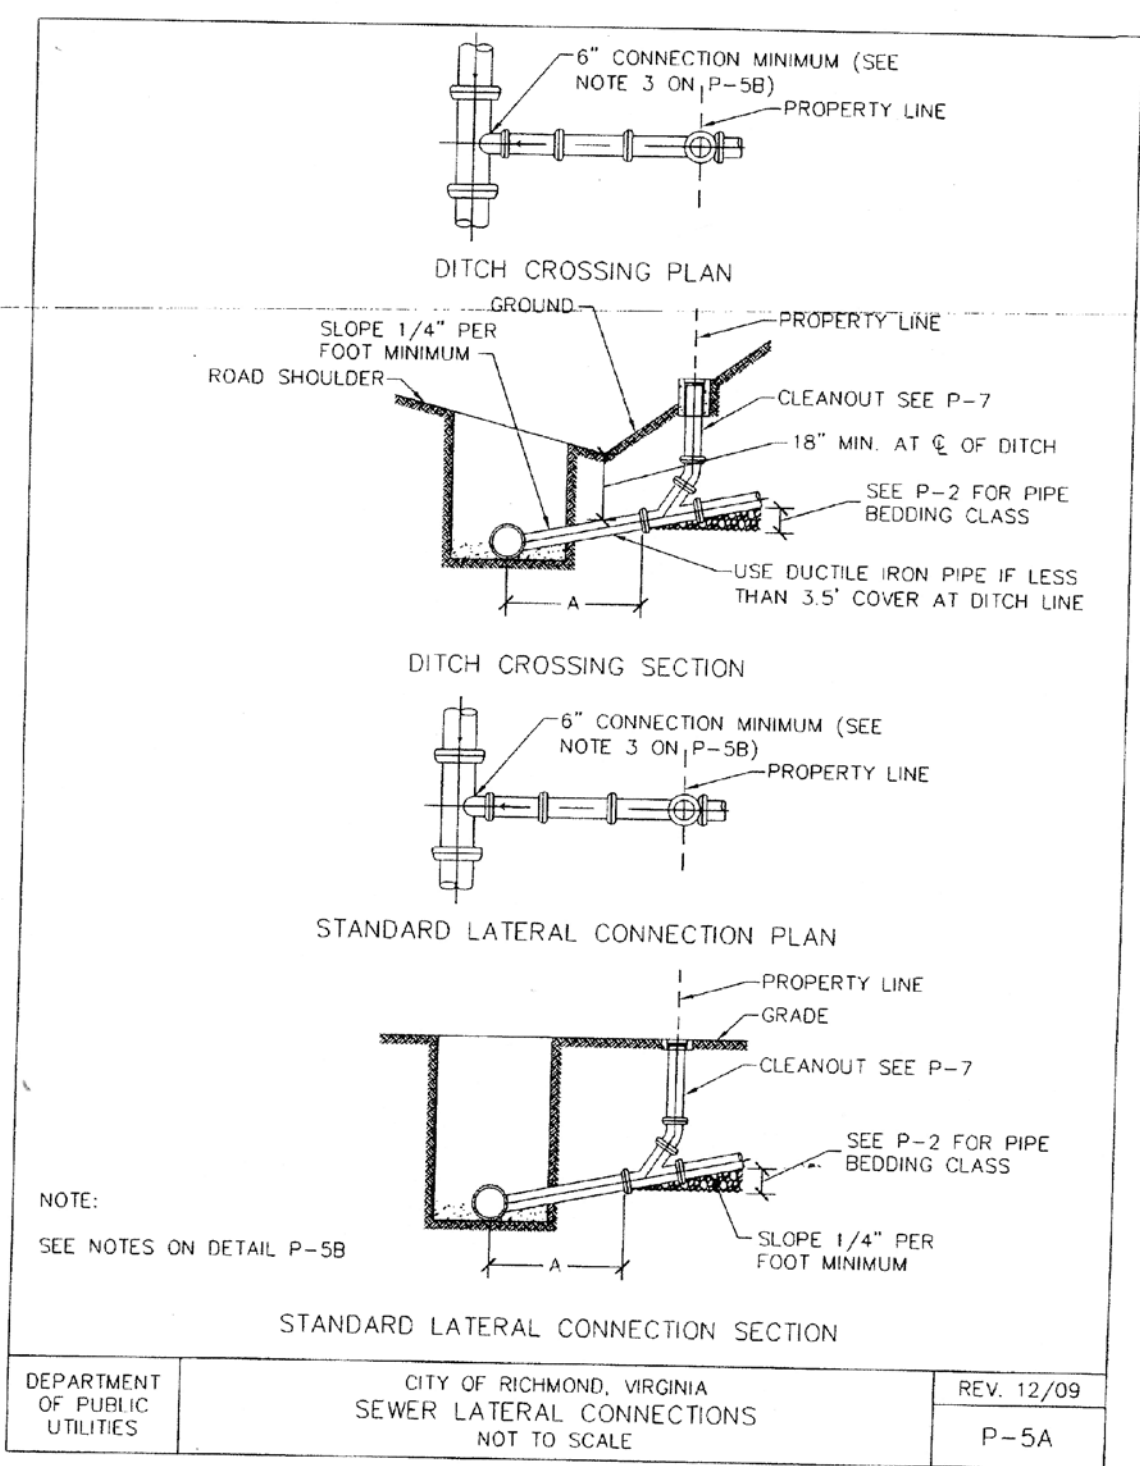 6" CONNECTION MINIMUM (SEE
NOTE 3 ON P-5B)
PROPERTY LINE
DITCH CROSSING PLAN
GROUND
PROPERTY LINE
SLOPE 1/4" PER
FOOT MINIMUM
ROAD SHOULDER
CLEANOUT SEE P-7
18" MIN. AT ℄ OF DITCH
SEE P-2 FOR PIPE
BEDDING CLASS
USE DUCTILE IRON PIPE IF LESS
THAN 3.5' COVER AT DITCH LINE
A
DITCH CROSSING SECTION
6" CONNECTION MINIMUM (SEE
NOTE 3 ON P-5B)
PROPERTY LINE
STANDARD LATERAL CONNECTION PLAN
PROPERTY LINE
GRADE
CLEANOUT SEE P-7
SEE P-2 FOR PIPE
BEDDING CLASS
NOTE:
SEE NOTES ON DETAIL P-5B
SLOPE 1/4" PER
FOOT MINIMUM
A
STANDARD LATERAL CONNECTION SECTION
DEPARTMENT
OF PUBLIC
UTILITIES
CITY OF RICHMOND, VIRGINIA
SEWER LATERAL CONNECTIONS
NOT TO SCALE
REV. 12/09
P-5A